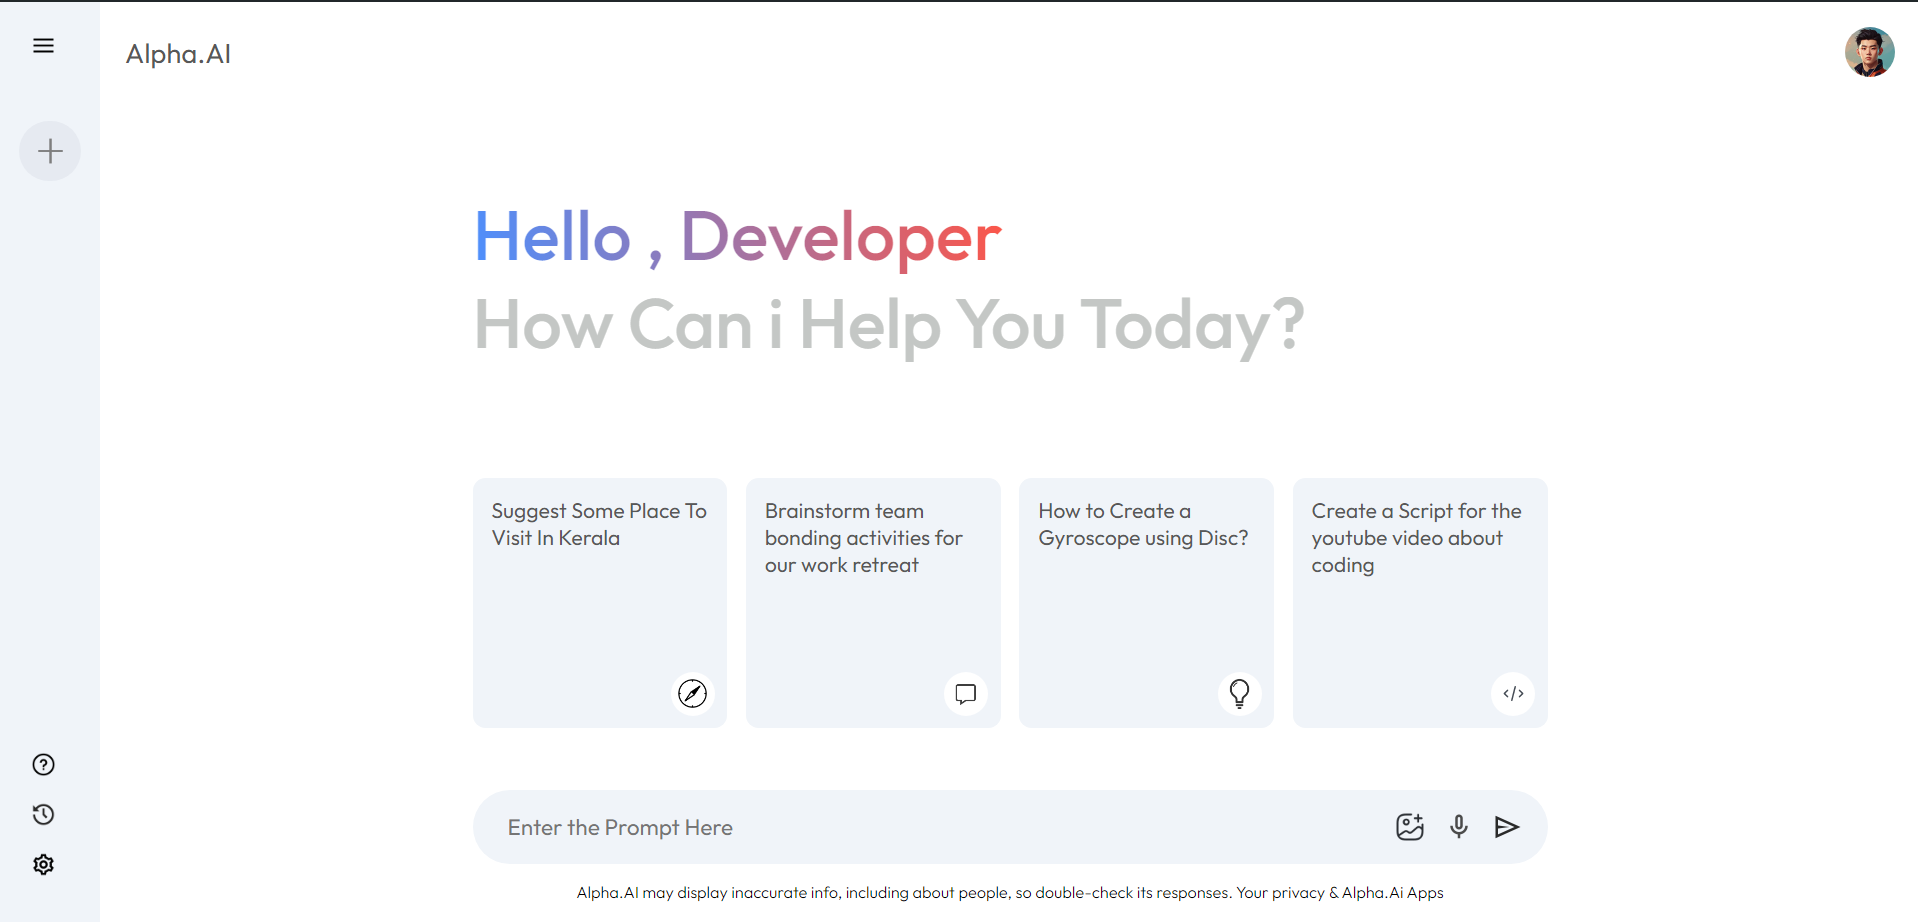 Alpha.AI
Hello , Developer
How Can i Help You Today?
Suggest Some Place To
Visit In Kerala
Brainstorm team
bonding activities for
our work retreat
How to Create a
Gyroscope using Disc?
Create a Script for the
youtube video about
coding
Enter the Prompt Here
Alpha.AI may display inaccurate info, including about people, so double-check its responses. Your privacy & Alpha.Ai Apps